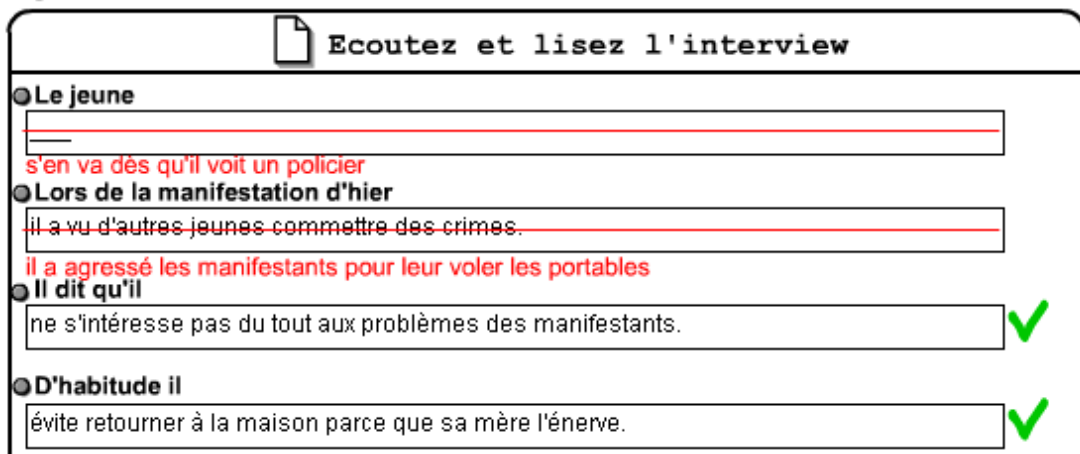 Ecoutez et lisez l'interview
Le jeune
___
s'en va dès qu'il voit un policier
Lors de la manifestation d'hier
il a vu d'autres jeunes commettre des crimes.
il a agressé les manifestants pour leur voler les portables
Il dit qu'il
ne s'intéresse pas du tout aux problèmes des manifestants.
D'habitude il
évite retourner à la maison parce que sa mère l'énerve.